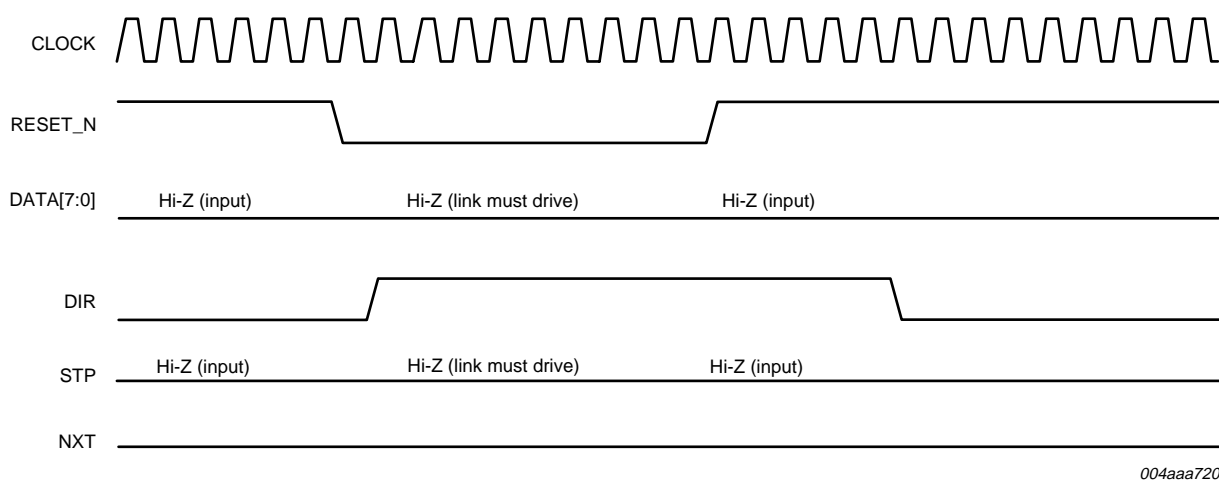 CLOCK
RESET_N
DATA[7:0] Hi-Z (input) Hi-Z (link must drive) Hi-Z (input)
DIR
STP Hi-Z (input) Hi-Z (link must drive) Hi-Z (input)
NXT
004aaa720